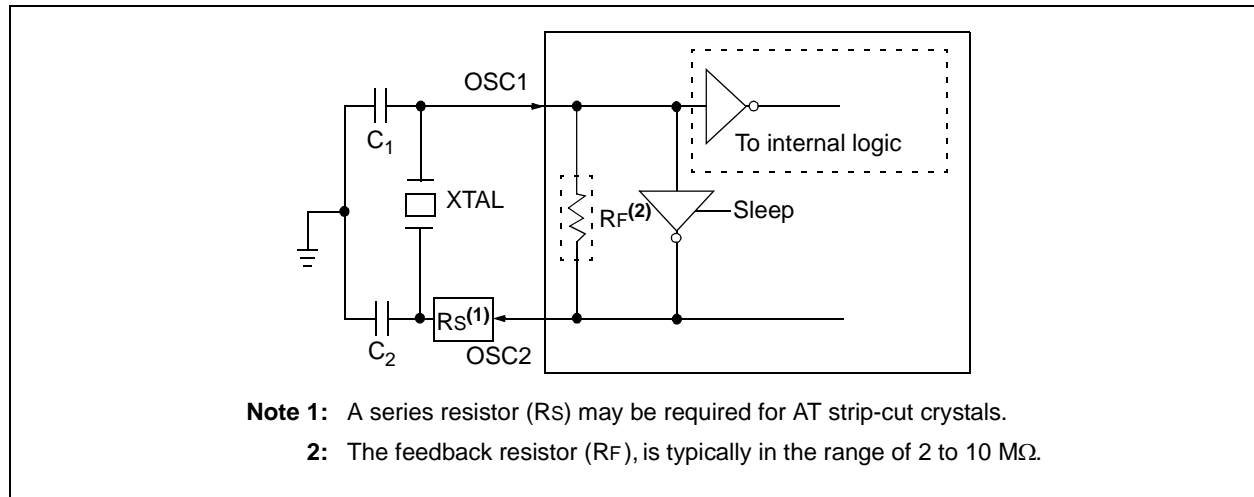 OSC1
C1
To internal logic
XTAL
RF(2)
Sleep
RS(1)
C2
OSC2
Note 1: A series resistor (RS) may be required for AT strip-cut crystals.
2: The feedback resistor (RF), is typically in the range of 2 to 10 MΩ.